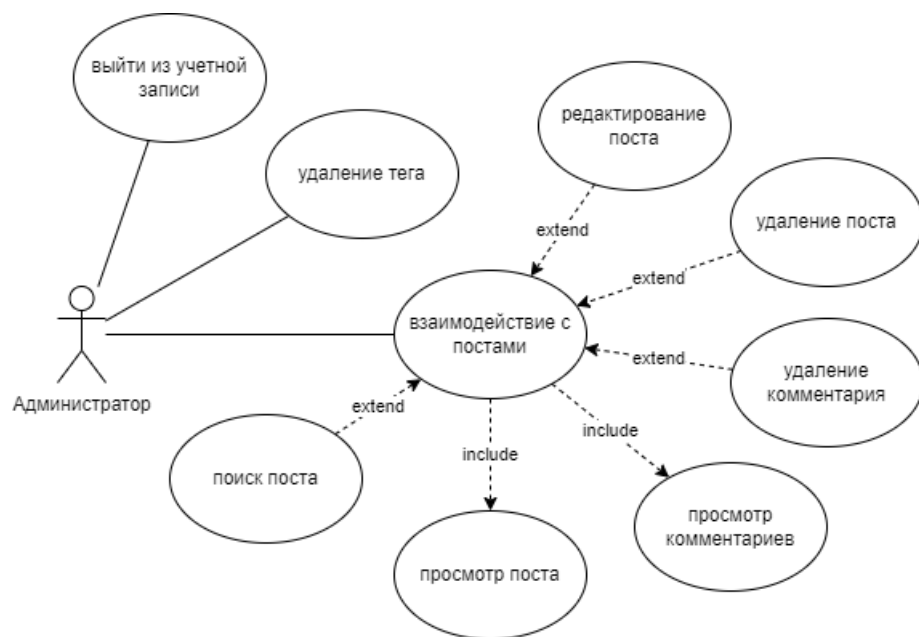 выйти из учетной
записи
редактирование
поста
удаление тега
удаление поста
extend
extend
взаимодействие с
постами
extend
удаление
комментария
Администратор
extend
include
include
поиск поста
просмотр
комментариев
просмотр поста